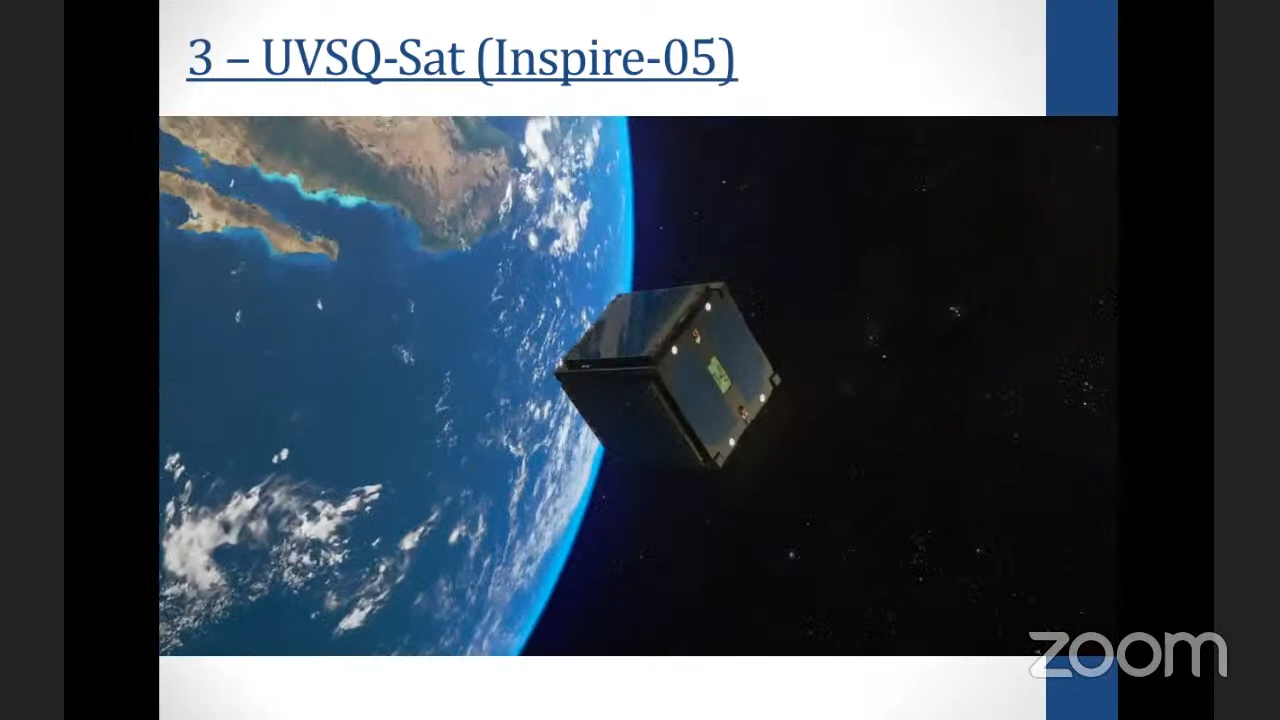 3 – UVSQ-Sat (Inspire-05)
zoom